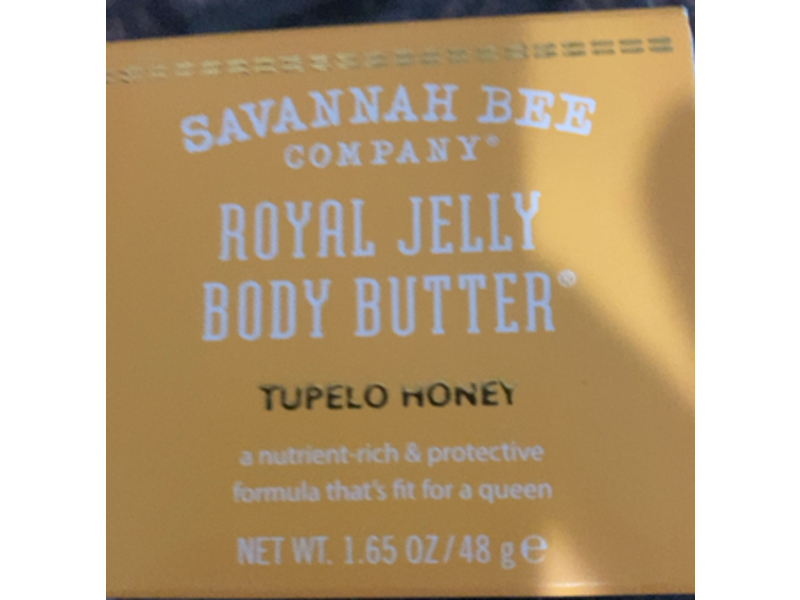 SAVANNAH BEE
COMPANY®
ROYAL JELLY
BODY BUTTER®
TUPELO HONEY
a nutrient-rich & protective
formula that's fit for a queen
NET WT. 1.65 OZ/48 g ℮